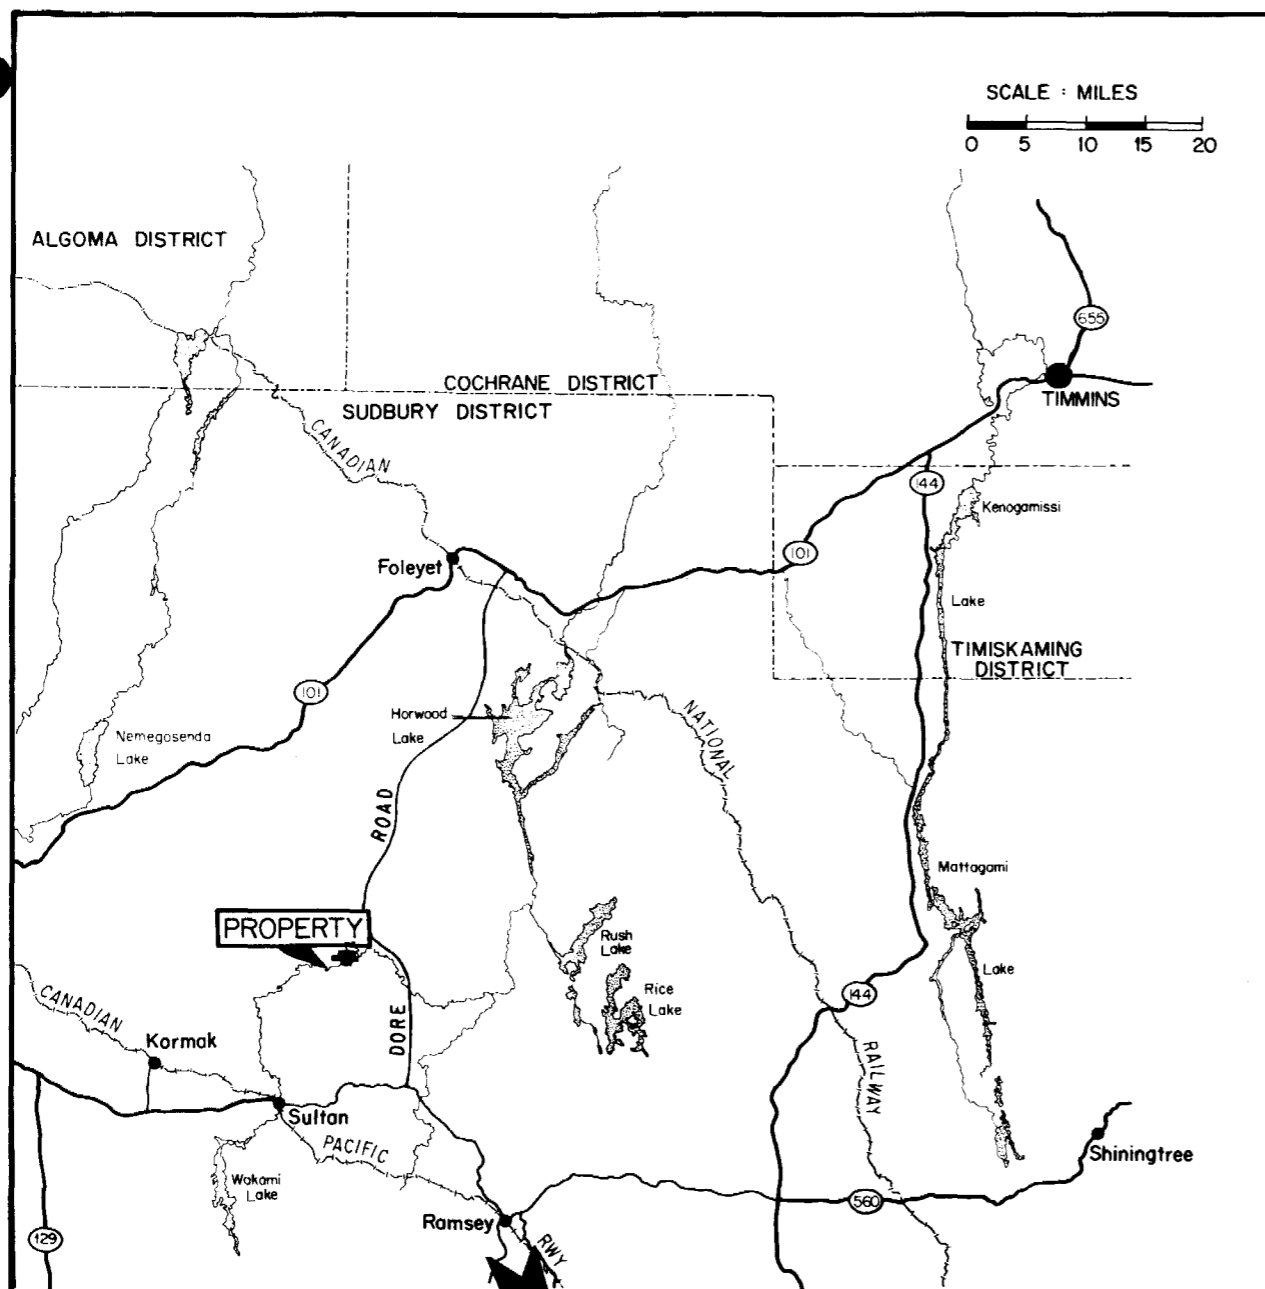 SCALE : MILES
0 5 10 15 20
ALGOMA DISTRICT
655
COCHRANE DISTRICT
TIMMINS
SUDBURY DISTRICT
CANADIAN
144
Kenogamissi
101
Foleyet
Lake
TIMISKAMING
DISTRICT
101
NATIONAL
Horwood
Lake
Nemegosenda
Lake
ROAD
Mattagami
PROPERTY
Rush
Lake
Lake
Rice
Lake
CANADIAN
144
DORE
Kormak
RAILWAY
Sultan
PACIFIC
Shiningtree
Wakami
Lake
560
Ramsey
129
RWY